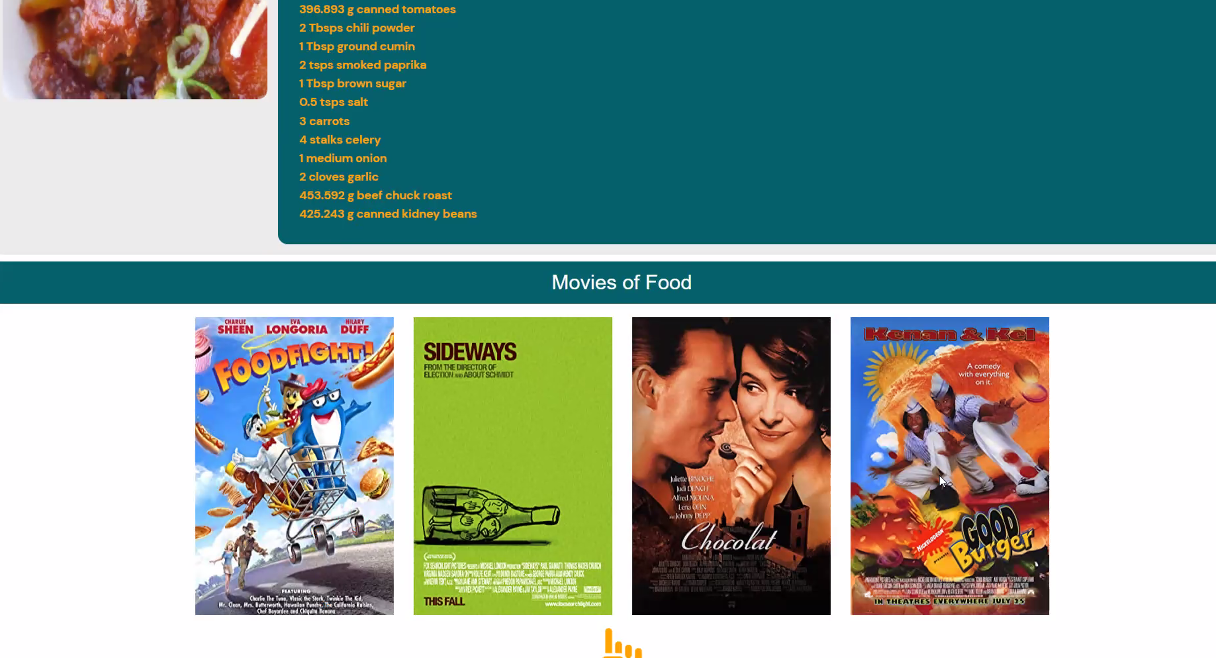 396.893 g canned tomatoes
2 Tbsps chili powder
1 Tbsp ground cumin
2 tsps smoked paprika
1 Tbsp brown sugar
0.5 tsps salt
3 carrots
4 stalks celery
1 medium onion
2 cloves garlic
453.592 g beef chuck roast
425.243 g canned kidney beans
Movies of Food
CHARLIE SHEEN EVA LONGORIA HILARY DUFF
FOODFIGHT!
FEATURING
Charlie The Tuna, Vlasic the Stork, Twinkie The Kid,
Mr. Clean, Mrs. Butterworth, Hawaiian Punchy, The California Raisins,
Chef Boyardee and Chiquita Banana
SIDEWAYS
FROM THE DIRECTOR OF
ELECTION AND ABOUT SCHMIDT
THIS FALL
www.foxsearchlight.com
Juliette BINOCHE
Judi DENCH
Alfred MOLINA
Lena OLIN
and Johnny DEPP
Chocolat
Kenan & Kel
A comedy
with everything
on it.
NICKELODEON
GOOD
Burger
IN THEATRES EVERYWHERE JULY 25